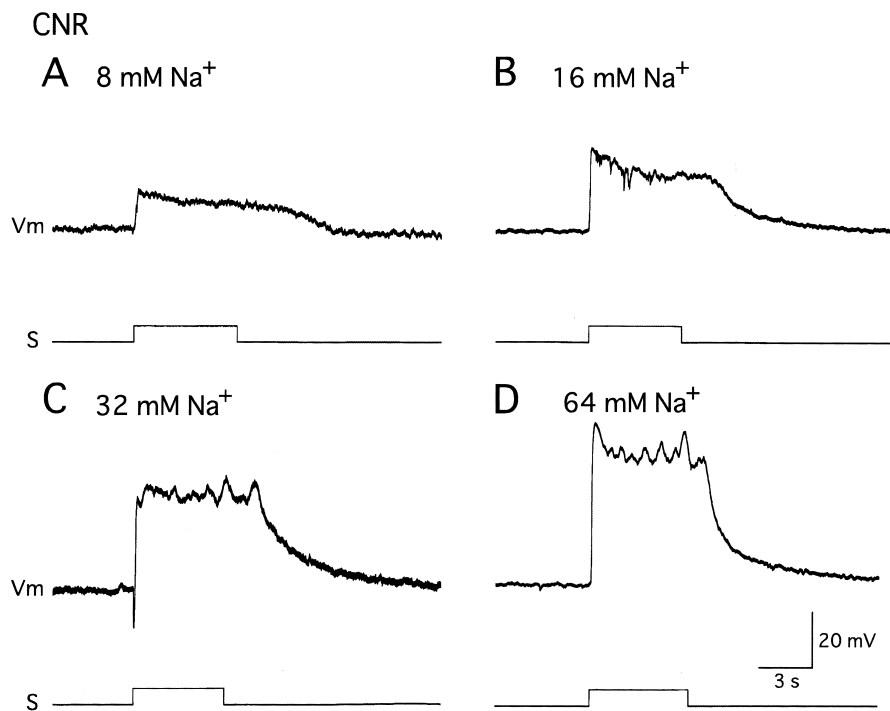 CNR
A 8 mM Na⁺
B 16 mM Na⁺
Vm
S
C 32 mM Na⁺
D 64 mM Na⁺
Vm
20 mV
3 s
S